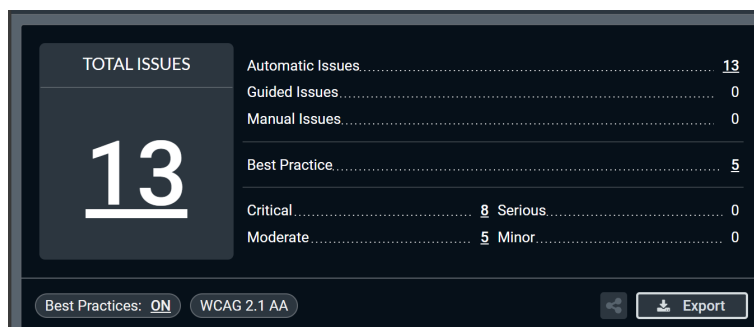 TOTAL ISSUES
13
Automatic Issues 13
Guided Issues 0
Manual Issues 0
Best Practice 5
Critical 8 Serious 0
Moderate 5 Minor 0
Best Practices: ON WCAG 2.1 AA Export